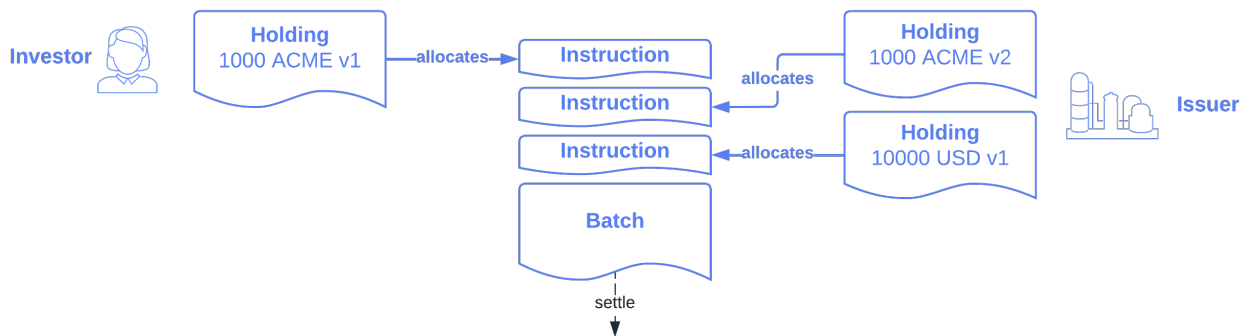 Investor
Holding
1000 ACME v1
allocates
Instruction
Instruction
Instruction
Batch
settle
allocates
Holding
1000 ACME v2
allocates
Holding
10000 USD v1
Issuer